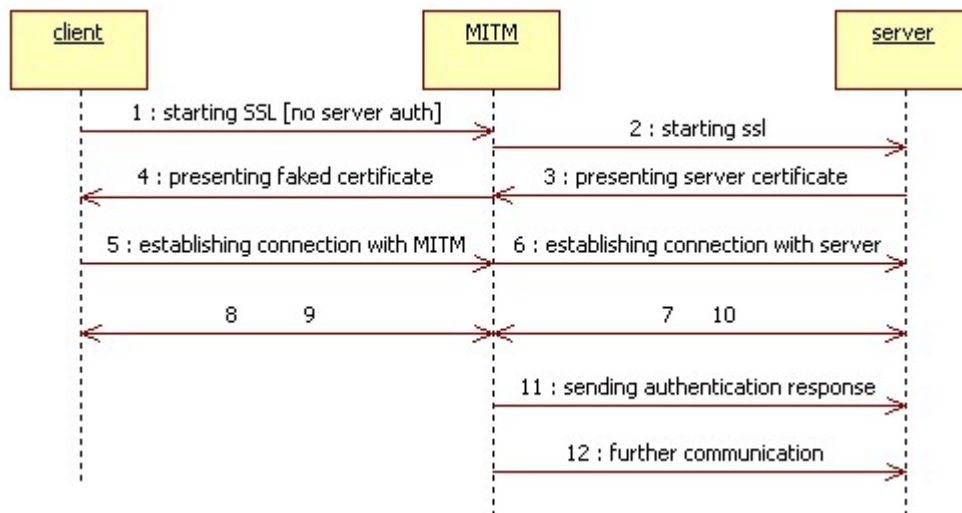 client MITM server
1 : starting SSL [no server auth]
2 : starting ssl
4 : presenting faked certificate 3 : presenting server certificate
5 : establishing connection with MITM 6 : establishing connection with server
8 9 7 10
11 : sending authentication response
12 : further communication